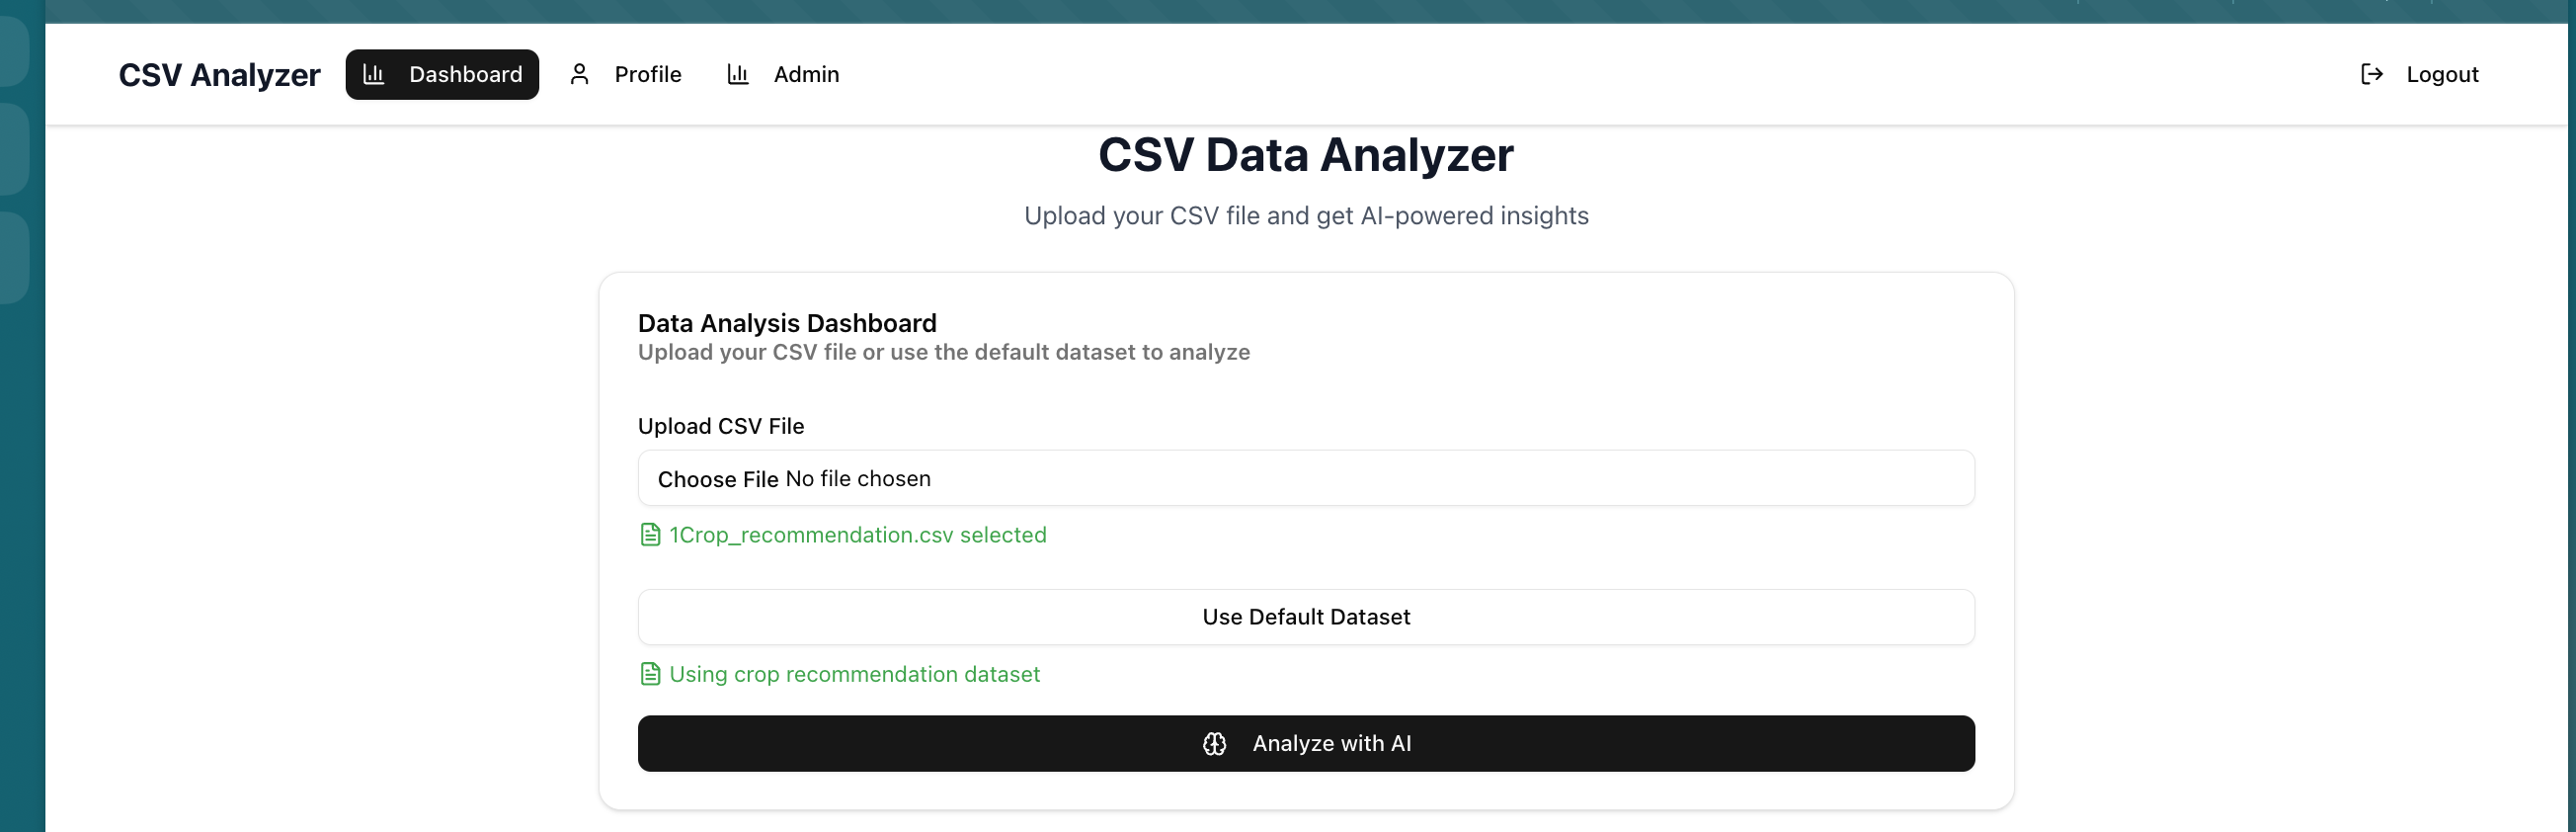 CSV Analyzer Dashboard Profile Admin Logout
CSV Data Analyzer
Upload your CSV file and get AI-powered insights
Data Analysis Dashboard
Upload your CSV file or use the default dataset to analyze
Upload CSV File
Choose File No file chosen
1Crop_recommendation.csv selected
Use Default Dataset
Using crop recommendation dataset
Analyze with AI